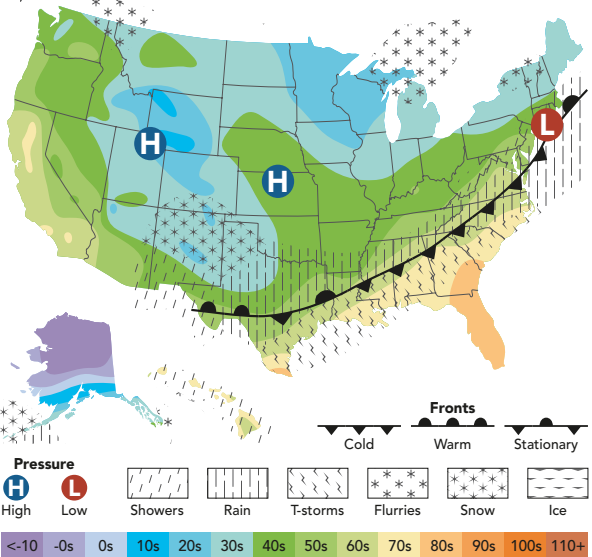 H
H
L
Fronts
Cold Warm Stationary
Pressure
H L
High Low Showers Rain T-storms Flurries Snow Ice
<-10 -0s 0s 10s 20s 30s 40s 50s 60s 70s 80s 90s 100s 110+